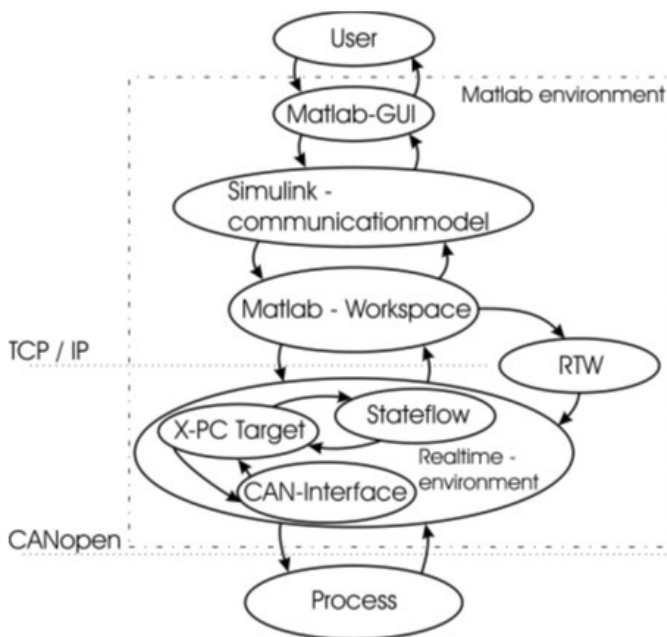 User
Matlab environment
Matlab-GUI
Simulink -
communicationmodel
Matlab - Workspace
TCP / IP
RTW
Stateflow
X-PC Target
Realtime -
environment
CAN-Interface
CANopen
Process